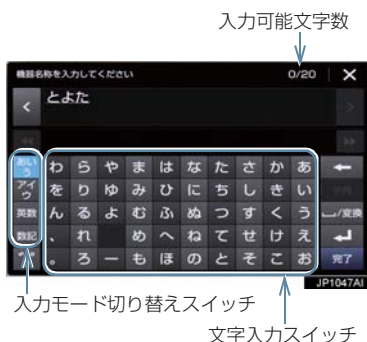 入力可能文字数
機器名称を入力してください 0/20 ×
< とよた
あいう わ ら や ま は な た さ か あ ←
アイウ を り ゆ み ひ に ち し き い
英数 ん る よ む ふ ぬ つ す く う ␣/変換
数記 、 れ め へ ね て せ け え ↵
。 ろ ー も ほ の と そ こ お 完了
JP1047AI
入力モード切り替えスイッチ
文字入力スイッチ